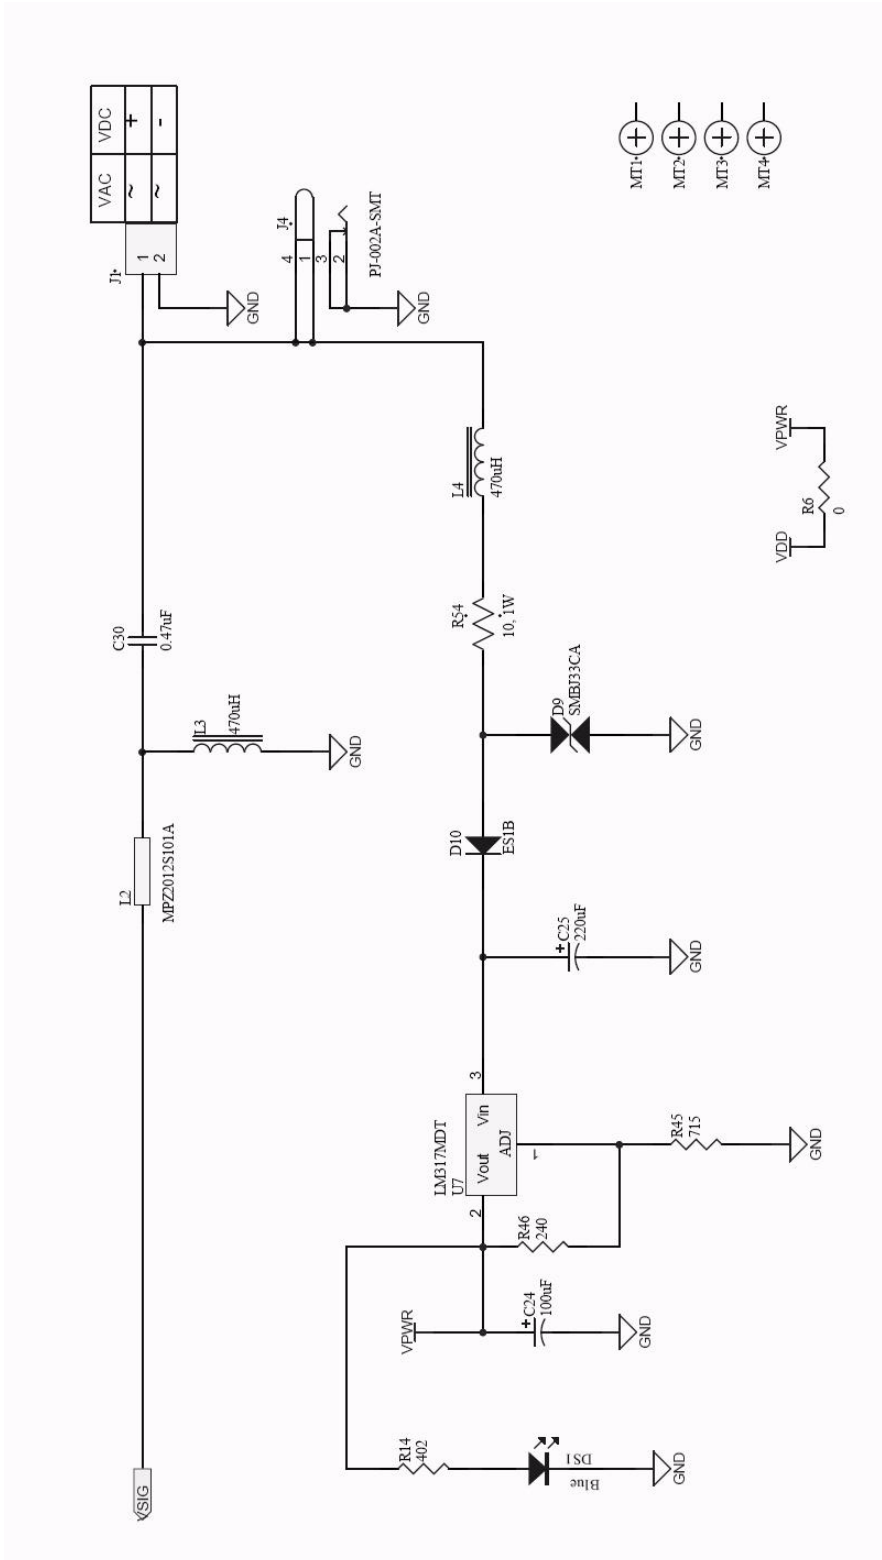 VAC VDC
~ +
~ -
J1
1
2
GND
J4
4
1
3
2
PJ-002A-SMT
GND
MT1
MT2
MT3
MT4
C30
0.47uF
L3
470uH
GND
L2
MPZ2012S101A
VSIG
L4
470uH
R54
10, 1W
D9
SMBJ33CA
GND
D10
ES1B
+
C25
220uF
GND
VPWR
R6
0
VDD
LM317MDT
U7
3
Vin
Vout
ADJ
2
1
R45
715
GND
R46
240
VPWR
+
C24
100uF
GND
R14
402
DS1
Blue
GND